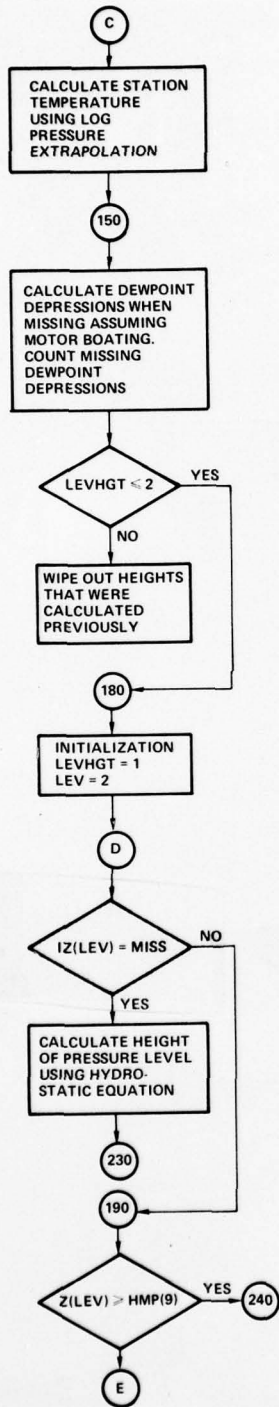 C
CALCULATE STATION
TEMPERATURE
USING LOG
PRESSURE
EXTRAPOLATION
150
CALCULATE DEWPOINT
DEPRESSIONS WHEN
MISSING ASSUMING
MOTOR BOATING.
COUNT MISSING
DEWPOINT
DEPRESSIONS
LEVHGT ≤ 2
YES
NO
WIPE OUT HEIGHTS
THAT WERE
CALCULATED
PREVIOUSLY
180
INITIALIZATION
LEVHGT = 1
LEV = 2
D
IZ(LEV) = MISS
NO
YES
CALCULATE HEIGHT
OF PRESSURE LEVEL
USING HYDRO-
STATIC EQUATION
230
190
Z(LEV) ≥ HMP(9)
YES
240
E